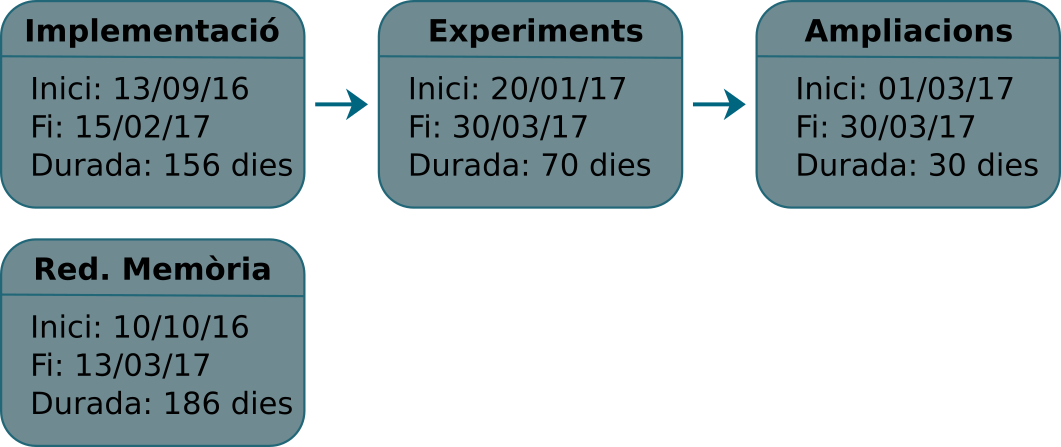 Implementació
Inici: 13/09/16
Fi: 15/02/17
Durada: 156 dies
Experiments
Inici: 20/01/17
Fi: 30/03/17
Durada: 70 dies
Ampliacions
Inici: 01/03/17
Fi: 30/03/17
Durada: 30 dies
Red. Memòria
Inici: 10/10/16
Fi: 13/03/17
Durada: 186 dies